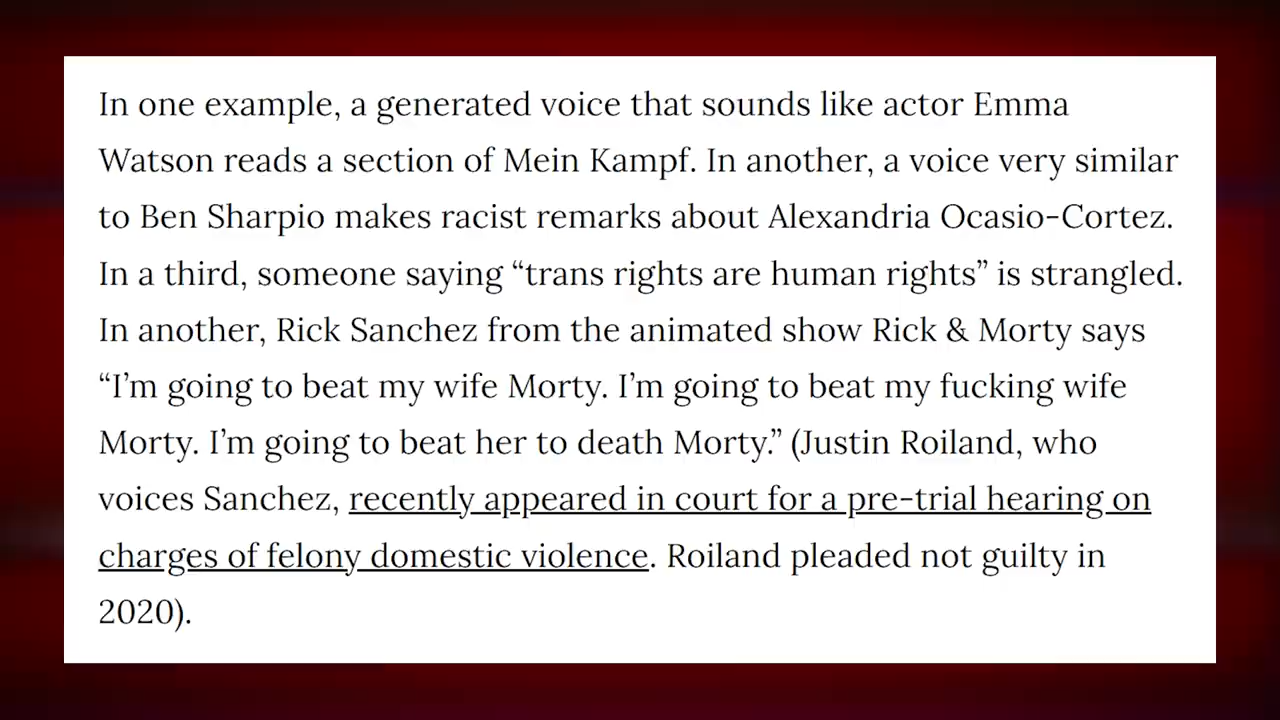 In one example, a generated voice that sounds like actor Emma
Watson reads a section of Mein Kampf. In another, a voice very similar
to Ben Sharpio makes racist remarks about Alexandria Ocasio-Cortez.
In a third, someone saying “trans rights are human rights” is strangled.
In another, Rick Sanchez from the animated show Rick & Morty says
“I’m going to beat my wife Morty. I’m going to beat my fucking wife
Morty. I’m going to beat her to death Morty.” (Justin Roiland, who
voices Sanchez, recently appeared in court for a pre-trial hearing on
charges of felony domestic violence. Roiland pleaded not guilty in
2020).